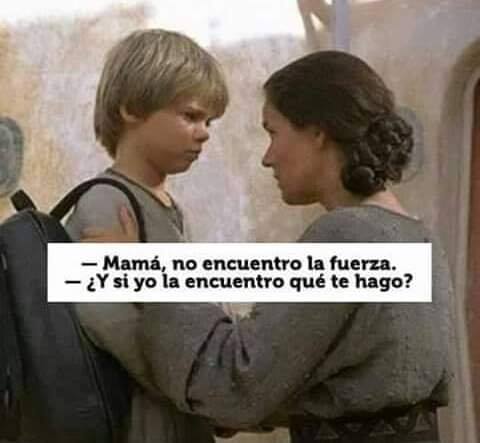 — Mamá, no encuentro la fuerza.
— ¿Y si yo la encuentro qué te hago?